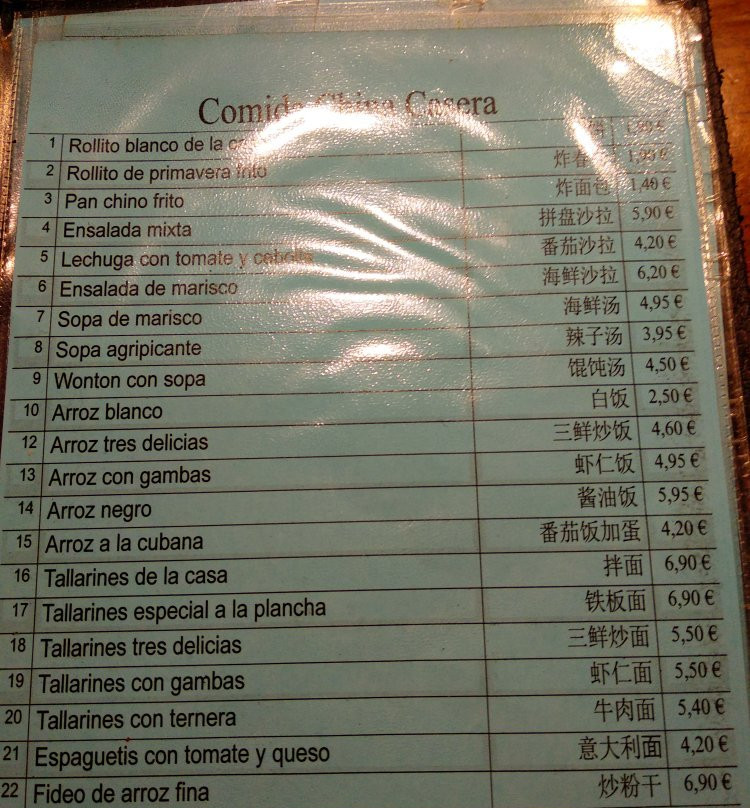 Comida China Casera
1 Rollito blanco de la 1,99 €
2 Rollito de primavera frito 炸春 1,99 €
3 Pan chino frito 炸面包 1,40 €
4 Ensalada mixta 拼盘沙拉 5,90 €
5 Lechuga con tomate y cebolla 番茄沙拉 4,20 €
6 Ensalada de marisco 海鲜沙拉 6,20 €
7 Sopa de marisco 海鲜汤 4,95 €
8 Sopa agripicante 辣子汤 3,95 €
9 Wonton con sopa 馄饨汤 4,50 €
10 Arroz blanco 白饭 2,50 €
12 Arroz tres delicias 三鲜炒饭 4,60 €
13 Arroz con gambas 虾仁饭 4,95 €
14 Arroz negro 酱油饭 5,95 €
15 Arroz a la cubana 番茄饭加蛋 4,20 €
16 Tallarines de la casa 拌面 6,90 €
17 Tallarines especial a la plancha 铁板面 6,90 €
18 Tallarines tres delicias 三鲜炒面 5,50 €
19 Tallarines con gambas 虾仁面 5,50 €
20 Tallarines con ternera 牛肉面 5,40 €
21 Espaguetis con tomate y queso 意大利面 4,20 €
22 Fideo de arroz fina 炒粉干 6,90 €